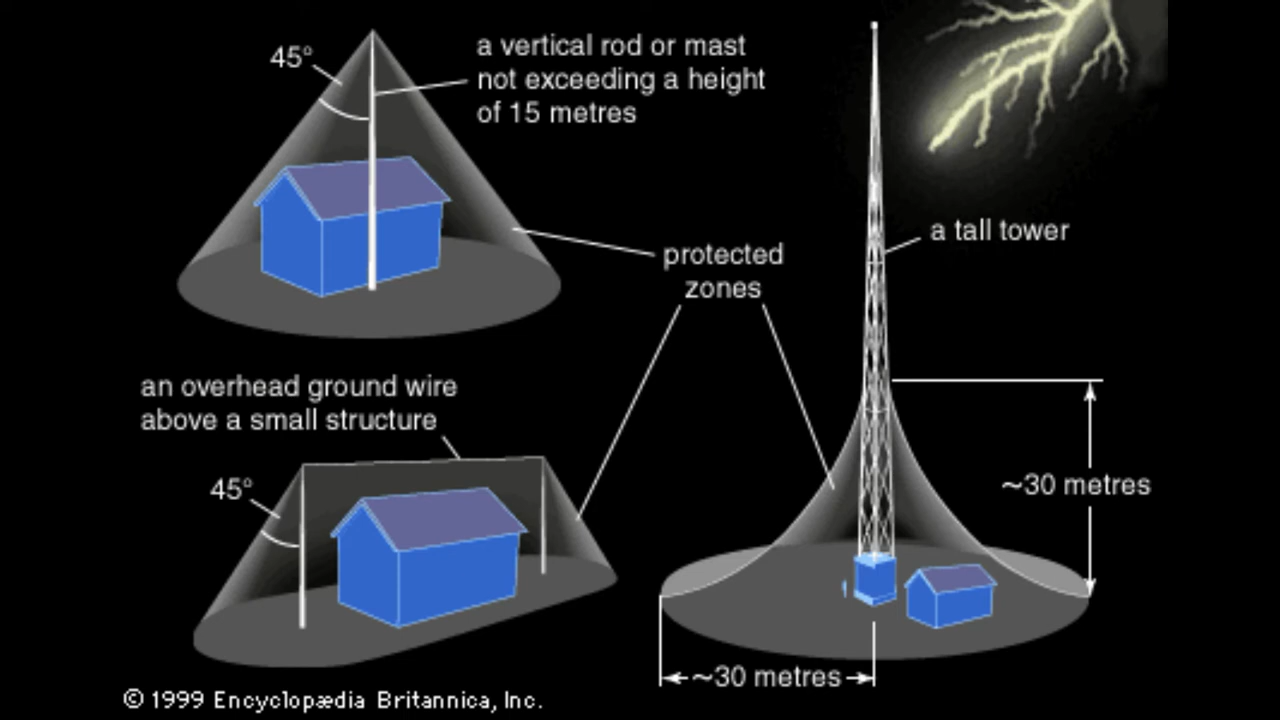 45°
a vertical rod or mast
not exceeding a height
of 15 metres
a tall tower
protected
zones
an overhead ground wire
above a small structure
45°
~30 metres
~30 metres
© 1999 Encyclopædia Britannica, Inc.